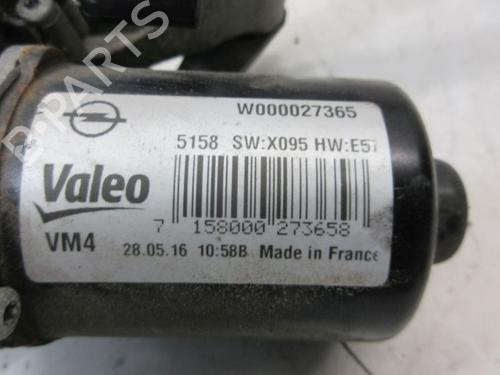 W000027365
5158 SW:X095 HW:E57
Valeo
7 158000 273658
VM4
28.05.16 10:58B Made in France
B-PARTS